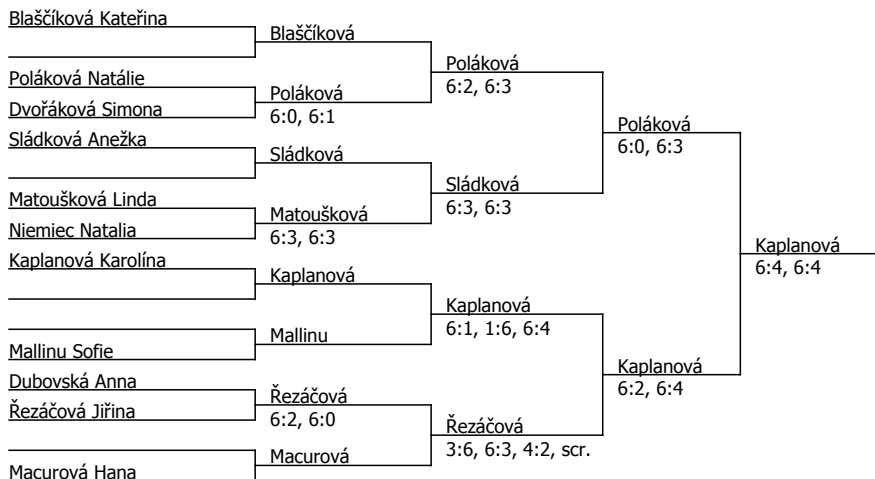 Blaščíková Kateřina
Poláková Natálie
Dvořáková Simona
Sládková Anežka
Matoušková Linda
Niemiec Natalia
Kaplanová Karolína
Mallinu Sofie
Dubovská Anna
Řezáčová Jiřina
Macurová Hana
Blaščíková
Poláková
6:0, 6:1
Sládková
Matoušková
6:3, 6:3
Kaplanová
Mallinu
Řezáčová
6:2, 6:0
Macurová
Poláková
6:2, 6:3
Sládková
6:3, 6:3
Kaplanová
6:1, 1:6, 6:4
Řezáčová
3:6, 6:3, 4:2, scr.
Poláková
6:0, 6:3
Kaplanová
6:2, 6:4
Kaplanová
6:4, 6:4